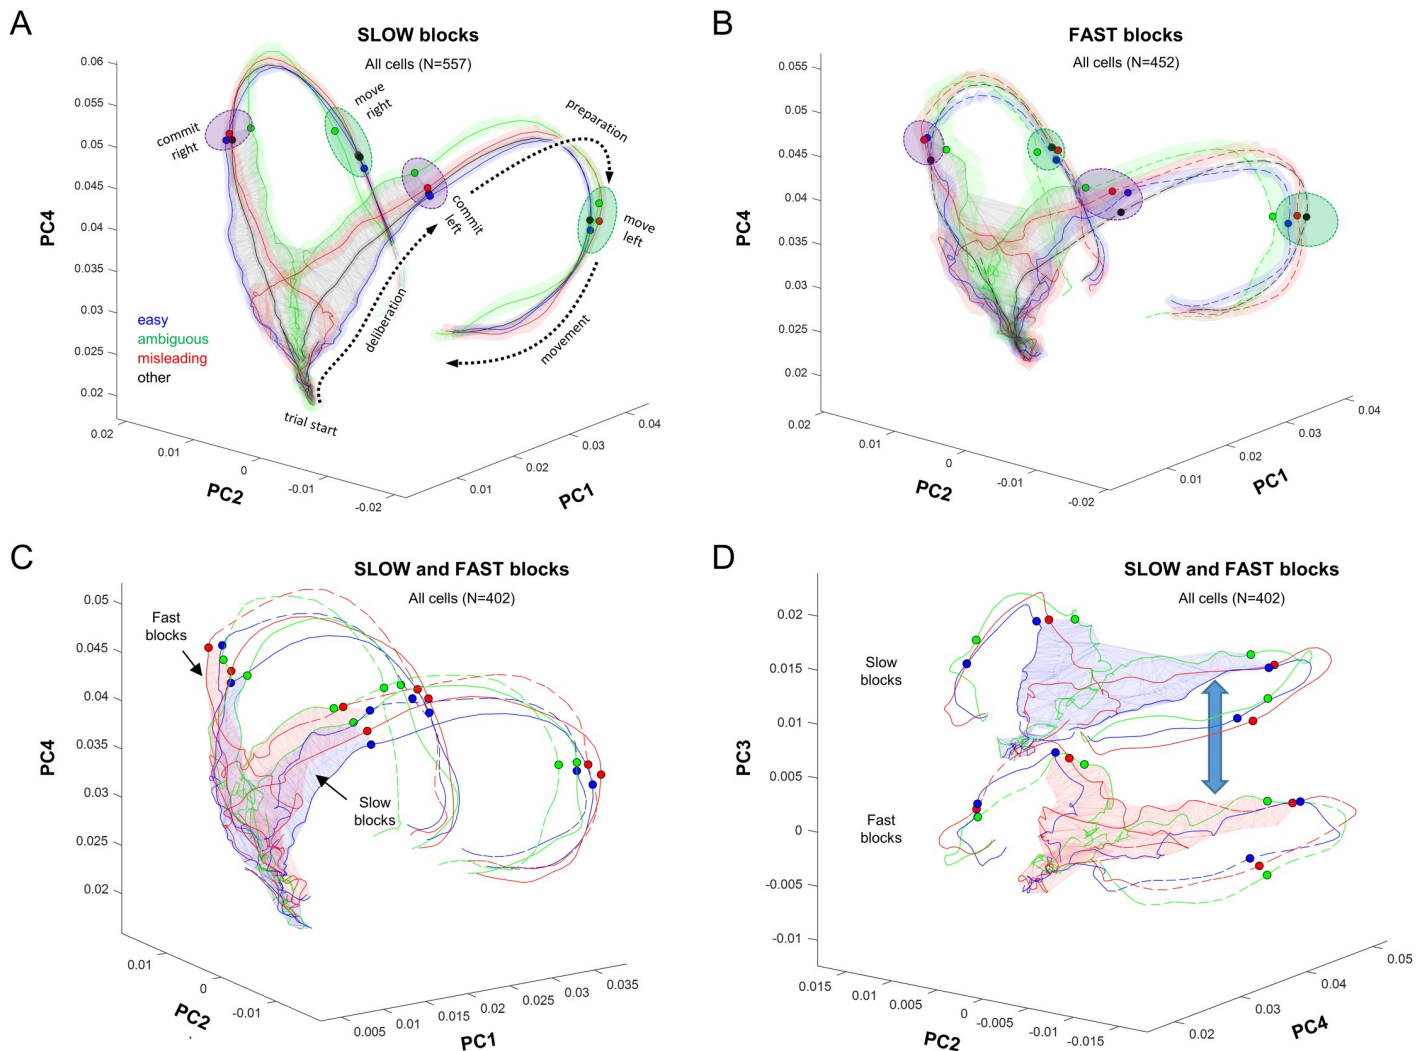 A
SLOW blocks
All cells (N=557)
PC4
0.06
0.055
0.05
0.045
0.04
0.035
0.03
0.025
0.02
commit
right
move
right
commit
left
move
left
preparation
deliberation
movement
trial start
easy
ambiguous
misleading
other
0.02
0.01
0
-0.01
-0.02
PC2
0.01
0.02
0.03
0.04
PC1
B
FAST blocks
All cells (N=452)
PC4
0.055
0.05
0.045
0.04
0.035
0.03
0.025
0.02
0.02
0.01
0
-0.01
-0.02
PC2
0.01
0.02
0.03
0.04
PC1
C
SLOW and FAST blocks
All cells (N=402)
PC4
0.05
0.045
0.04
0.035
0.03
0.025
0.02
Fast
blocks
Slow
blocks
0.01
0
-0.01
PC2
0.005
0.01
0.015
0.02
0.025
0.03
0.035
PC1
D
SLOW and FAST blocks
All cells (N=402)
PC3
0.02
0.015
0.01
0.005
0
-0.005
-0.01
Slow
blocks
Fast
blocks
0.015
0.01
0.005
0
-0.005
-0.01
-0.015
PC2
0.02
0.03
0.04
0.05
PC4